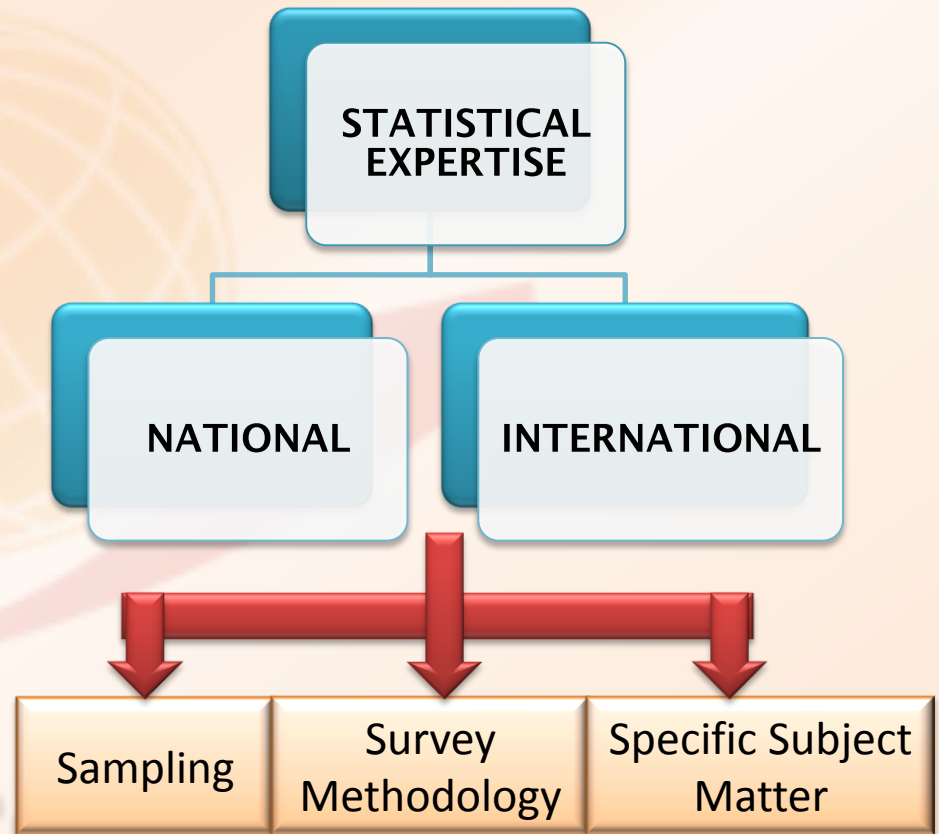 STATISTICAL
EXPERTISE
NATIONAL
INTERNATIONAL
Sampling
Survey
Methodology
Specific Subject
Matter